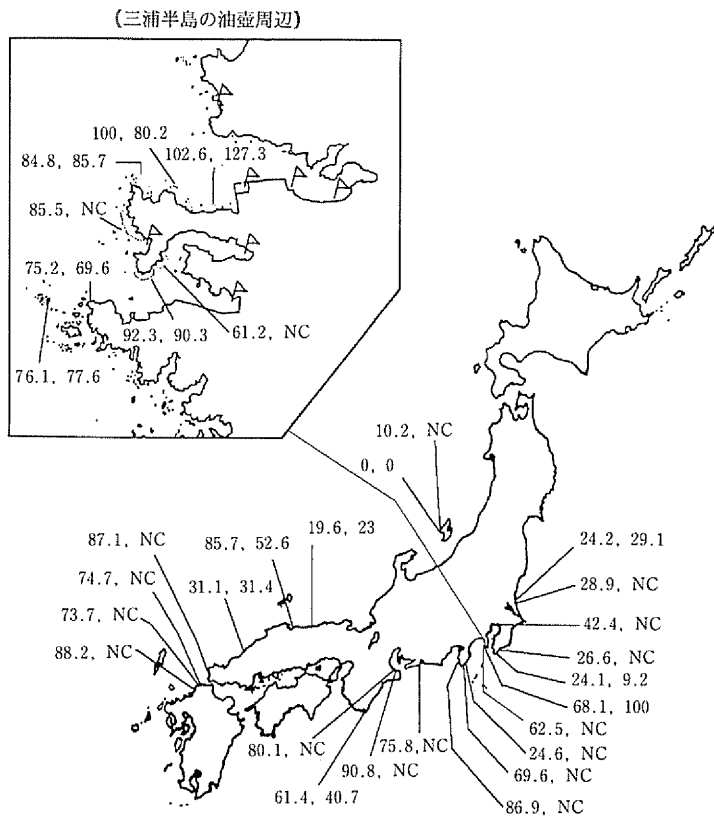 (三浦半島の油壺周辺)
100, 80.2
102.6, 127.3
84.8, 85.7
85.5, NC
75.2, 69.6
92.3, 90.3
61.2, NC
76.1, 77.6
10.2, NC
0, 0
19.6, 23
85.7, 52.6
87.1, NC
74.7, NC
31.1, 31.4
73.7, NC
88.2, NC
24.2, 29.1
28.9, NC
42.4, NC
26.6, NC
24.1, 9.2
68.1, 100
62.5, NC
24.6, NC
69.6, NC
86.9, NC
75.8, NC
80.1, NC
90.8, NC
61.4, 40.7